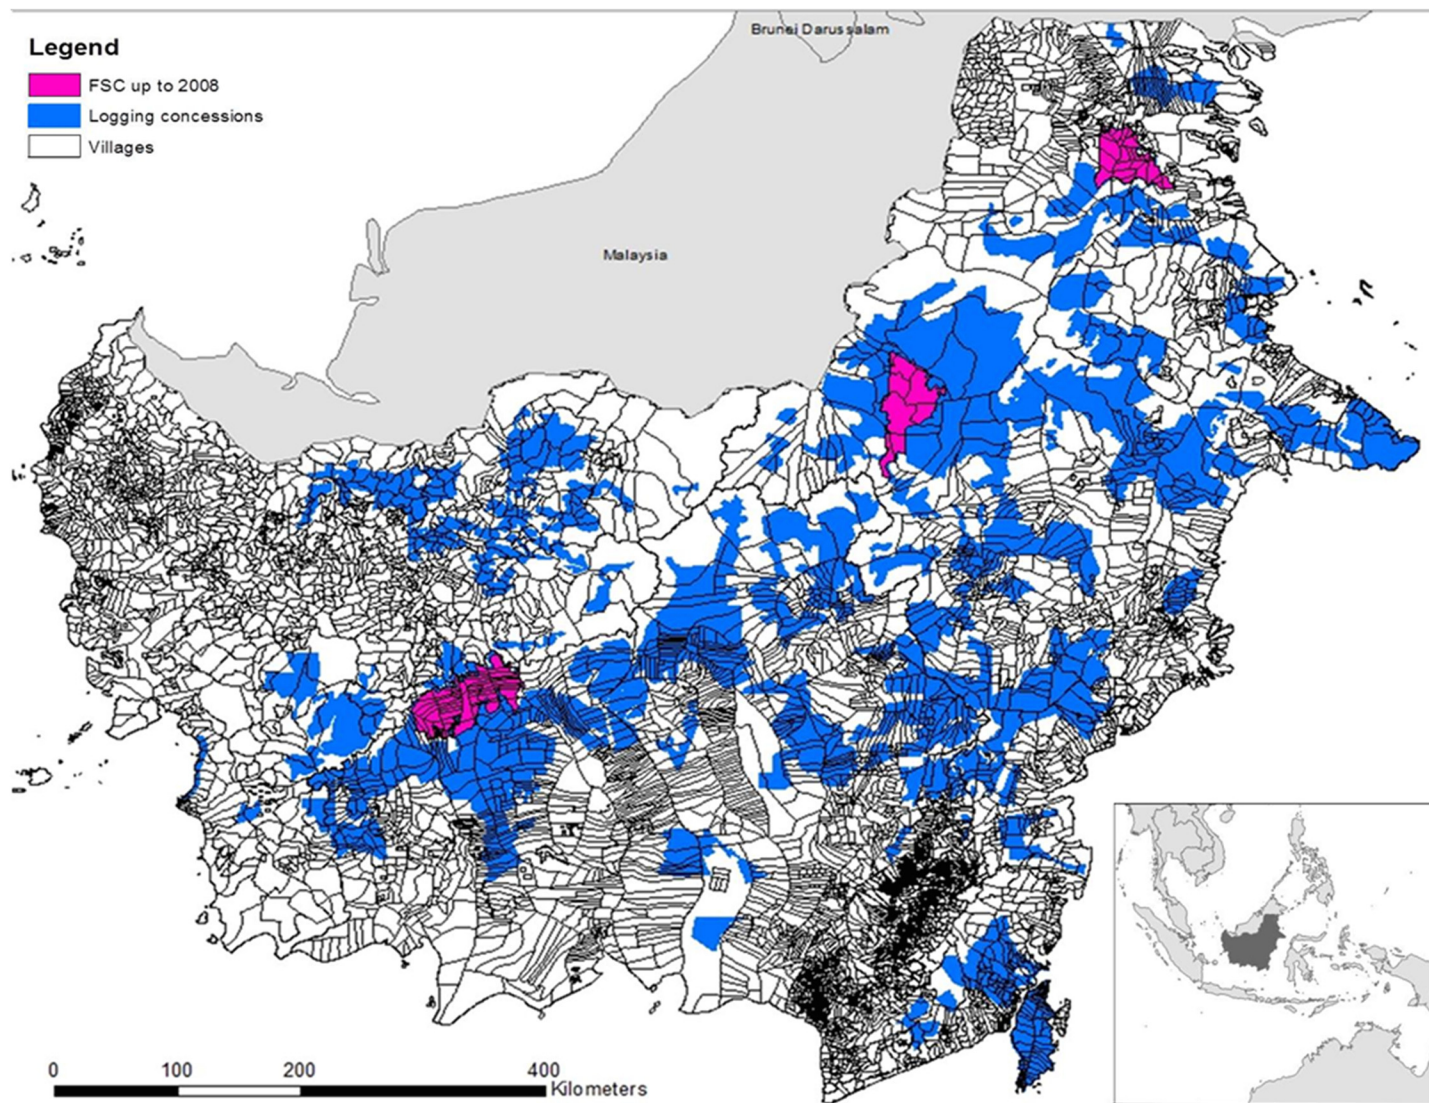 Brunei Darussalam
Legend
FSC up to 2008
Logging concessions
Villages
Malaysia
0 100 200 400
Kilometers